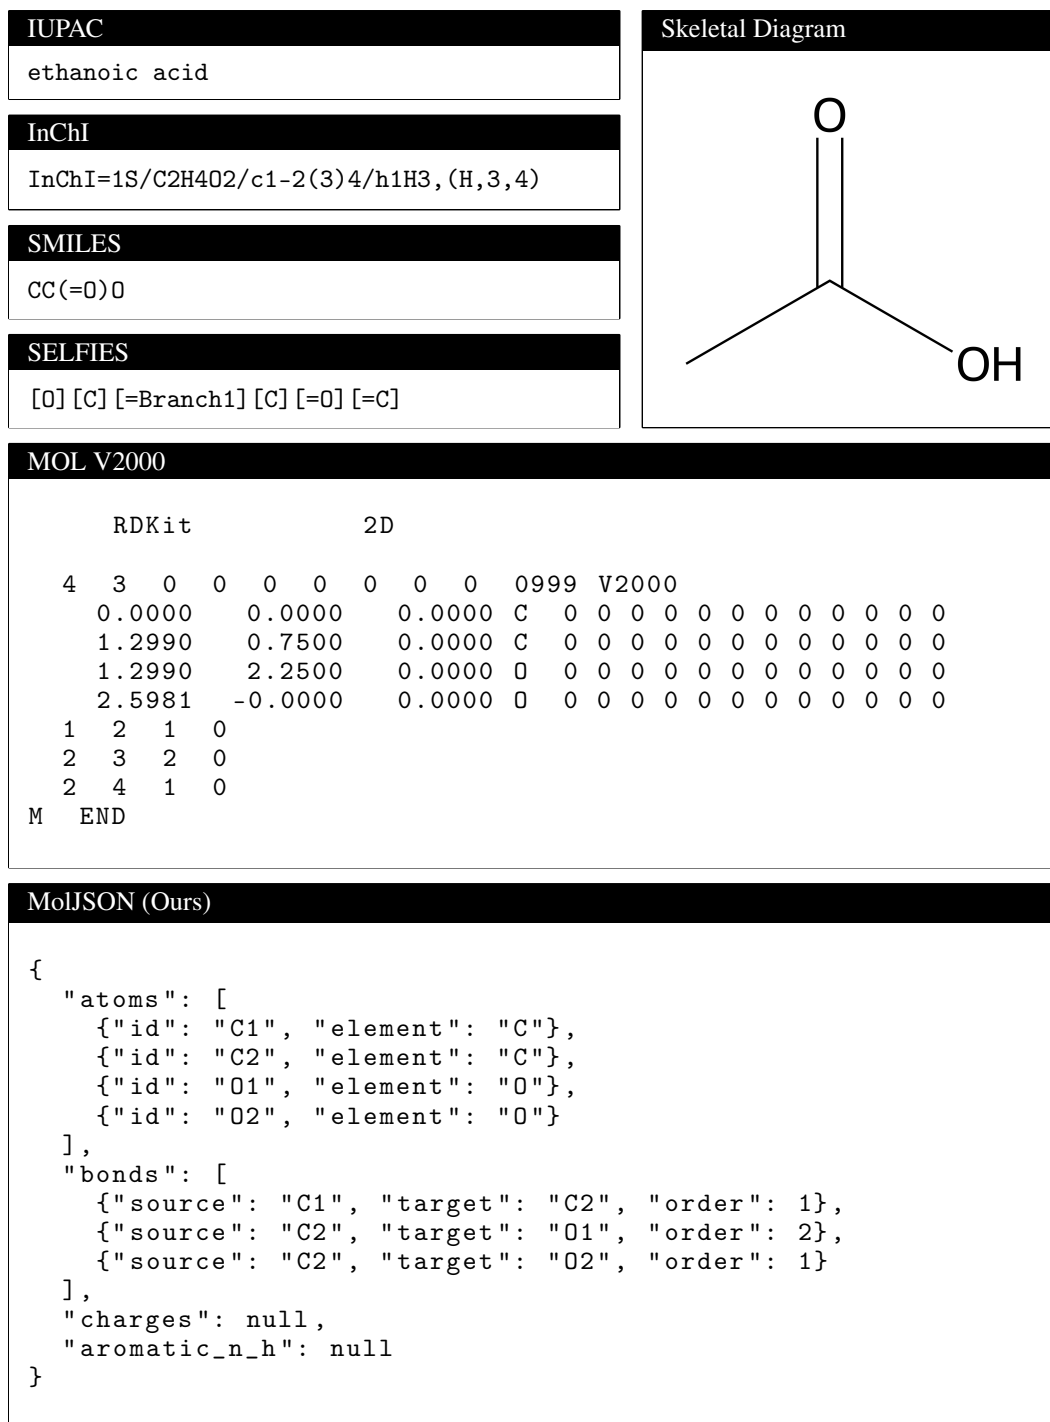 IUPAC
ethanoic acid
InChI
InChI=1S/C2H4O2/c1-2(3)4/h1H3,(H,3,4)
SMILES
CC(=O)O
SELFIES
[O][C][=Branch1][C][=O][=C]
Skeletal Diagram
O
OH
MOL V2000
RDKit 2D
4 3 0 0 0 0 0 0 0 0999 V2000
0.0000 0.0000 0.0000 C 0 0 0 0 0 0 0 0 0 0 0 0
1.2990 0.7500 0.0000 C 0 0 0 0 0 0 0 0 0 0 0 0
1.2990 2.2500 0.0000 O 0 0 0 0 0 0 0 0 0 0 0 0
2.5981 -0.0000 0.0000 O 0 0 0 0 0 0 0 0 0 0 0 0
1 2 1 0
2 3 2 0
2 4 1 0
M END
MolJSON (Ours)
{
"atoms": [
{"id": "C1", "element": "C"},
{"id": "C2", "element": "C"},
{"id": "O1", "element": "O"},
{"id": "O2", "element": "O"}
],
"bonds": [
{"source": "C1", "target": "C2", "order": 1},
{"source": "C2", "target": "O1", "order": 2},
{"source": "C2", "target": "O2", "order": 1}
],
"charges": null,
"aromatic_n_h": null
}